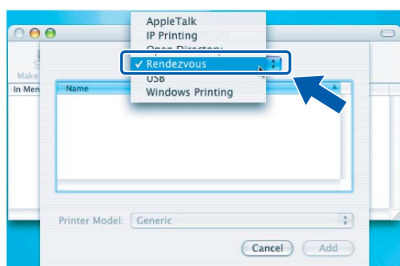 AppleTalk
IP Printing
Open Directory
✓ Rendezvous
USB
Windows Printing
Make
In Men
Name
Printer Model: Generic
Cancel Add